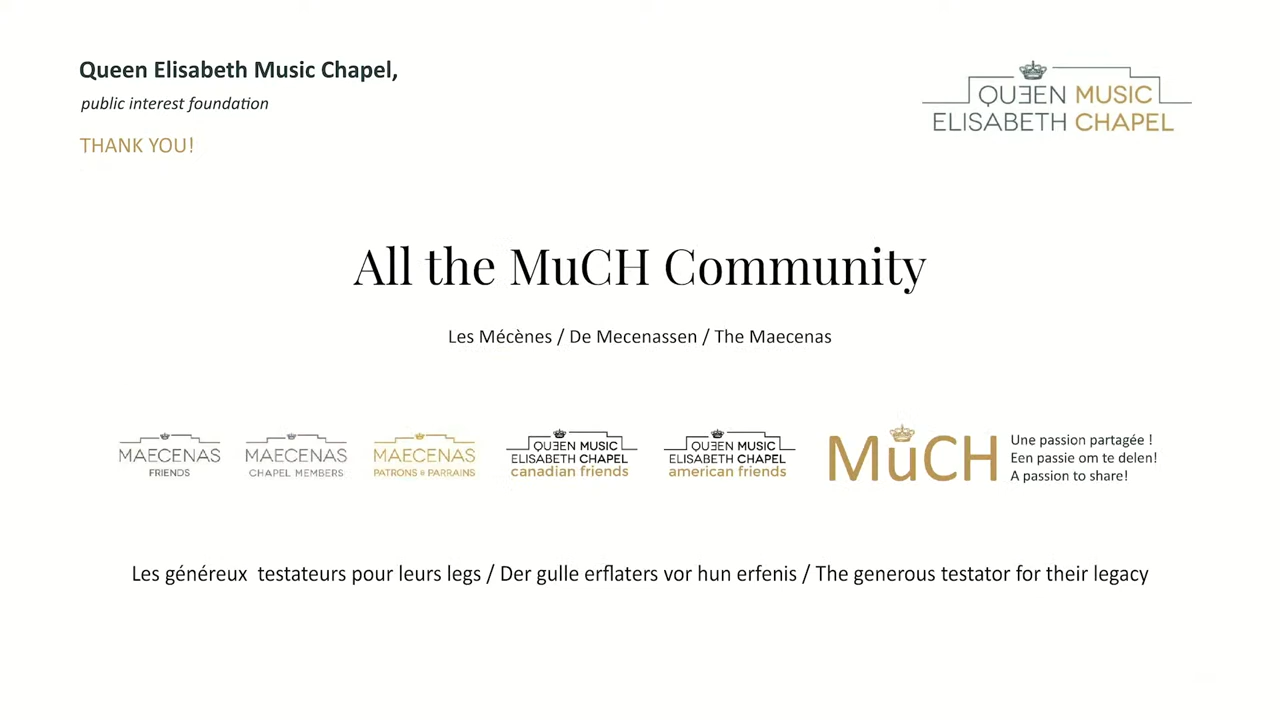 Queen Elisabeth Music Chapel,
public interest foundation
THANK YOU!
QUEEN MUSIC
ELISABETH CHAPEL
All the MuCH Community
Les Mécènes / De Mecenassen / The Maecenas
MAECENAS
FRIENDS
MAECENAS
CHAPEL MEMBERS
MAECENAS
PATRONS & PARRAINS
QUEEN MUSIC
ELISABETH CHAPEL
canadian friends
QUEEN MUSIC
ELISABETH CHAPEL
american friends
MuCH
Une passion partagée !
Een passie om te delen!
A passion to share!
Les généreux testateurs pour leurs legs / Der gulle erflaters vor hun erfenis / The generous testator for their legacy